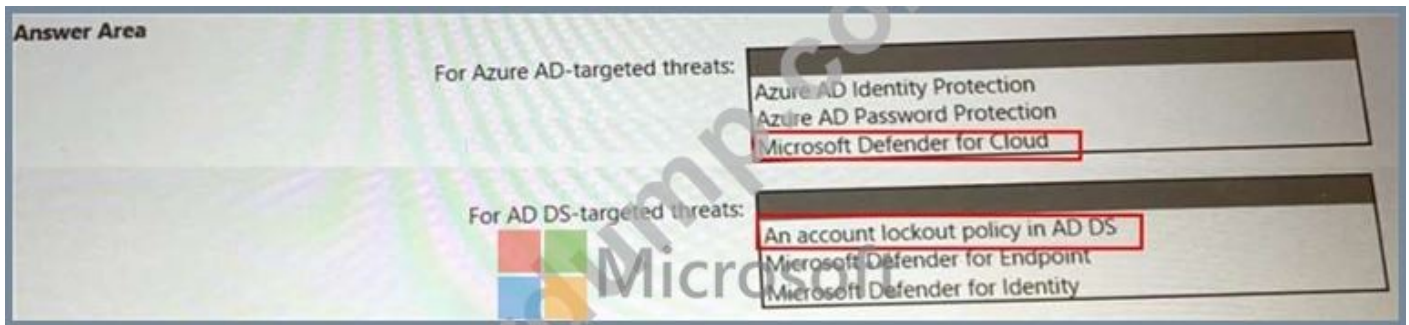 Answer Area
For Azure AD-targeted threats:
Azure AD Identity Protection
Azure AD Password Protection
Microsoft Defender for Cloud
For AD DS-targeted threats:
An account lockout policy in AD DS
Microsoft Defender for Endpoint
Microsoft Defender for Identity
Microsoft